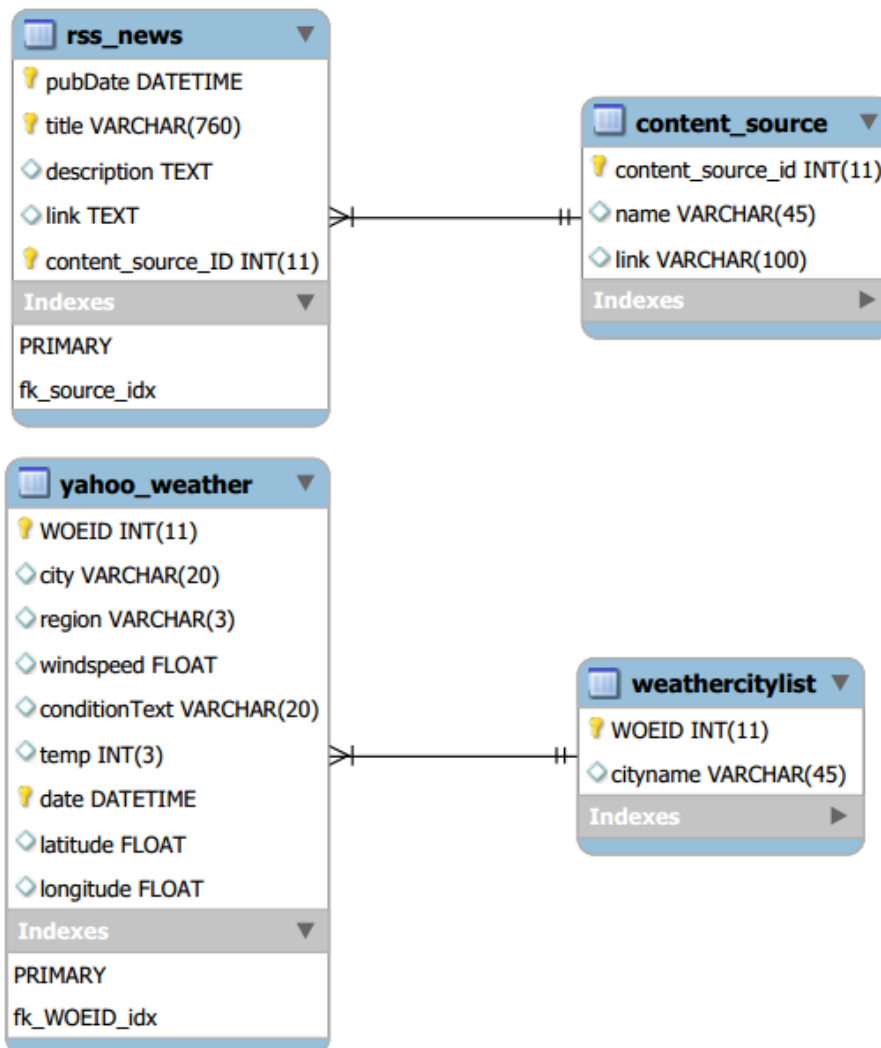 rss_news
pubDate DATETIME
title VARCHAR(760)
description TEXT
link TEXT
content_source_ID INT(11)
Indexes
PRIMARY
fk_source_idx
content_source
content_source_id INT(11)
name VARCHAR(45)
link VARCHAR(100)
Indexes
yahoo_weather
WOEID INT(11)
city VARCHAR(20)
region VARCHAR(3)
windspeed FLOAT
conditionText VARCHAR(20)
temp INT(3)
date DATETIME
latitude FLOAT
longitude FLOAT
Indexes
PRIMARY
fk_WOEID_idx
weathercitylist
WOEID INT(11)
cityname VARCHAR(45)
Indexes